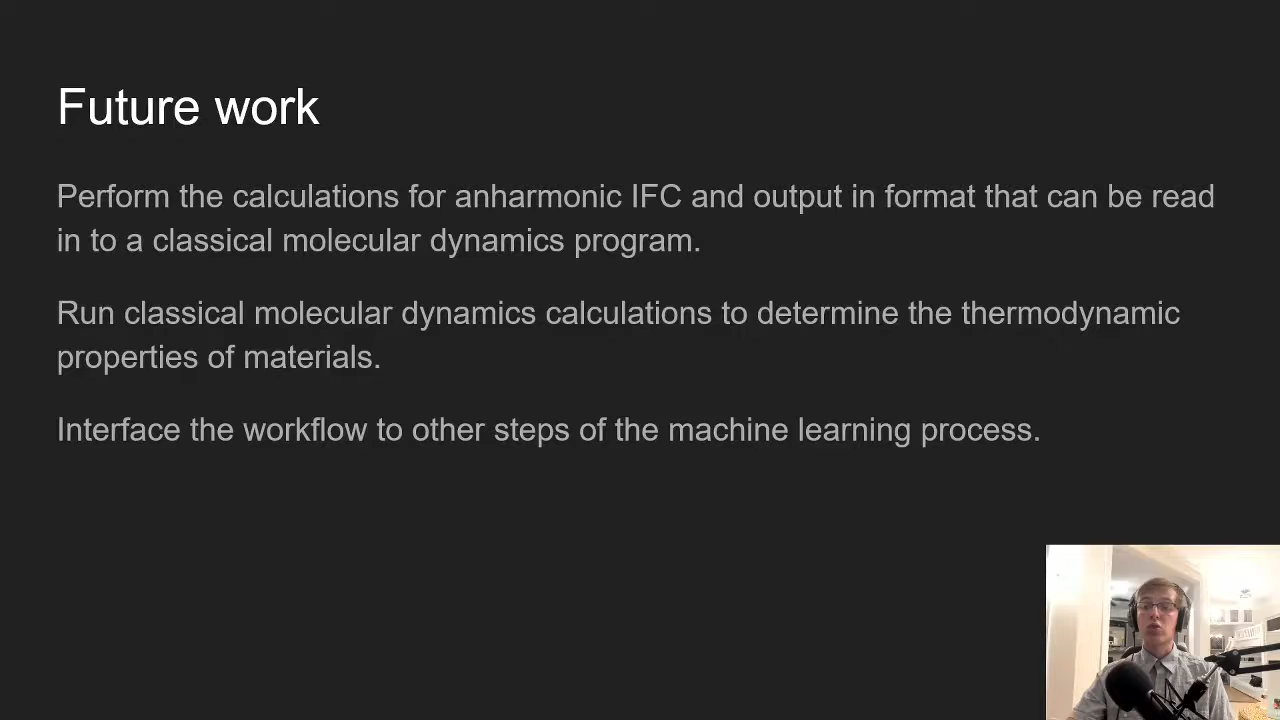 Future work
Perform the calculations for anharmonic IFC and output in format that can be read
in to a classical molecular dynamics program.
Run classical molecular dynamics calculations to determine the thermodynamic
properties of materials.
Interface the workflow to other steps of the machine learning process.